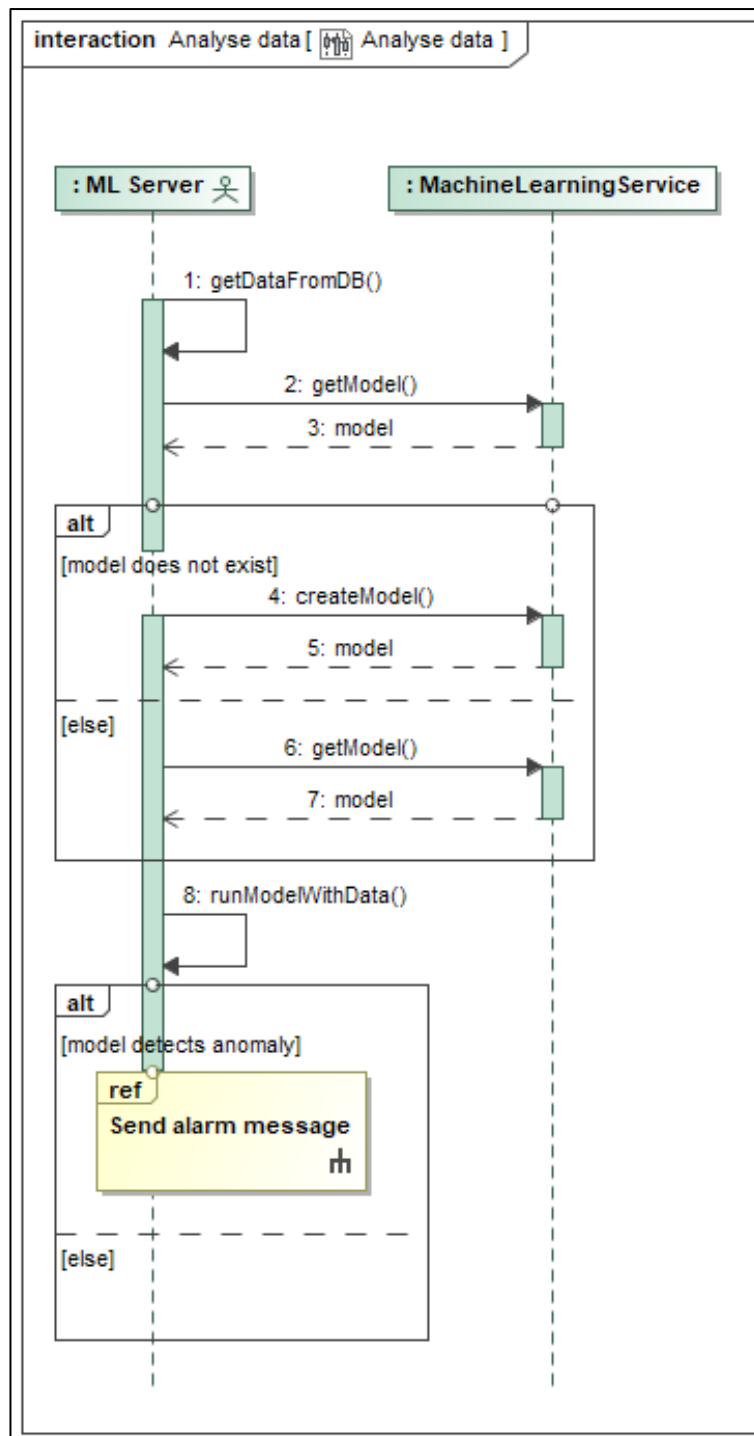 interaction Analyse data [ Analyse data ]
: ML Server
: MachineLearningService
1: getDataFromDB()
2: getModel()
3: model
alt
[model does not exist]
4: createModel()
5: model
[else]
6: getModel()
7: model
8: runModelWithData()
alt
[model detects anomaly]
ref
Send alarm message
[else]